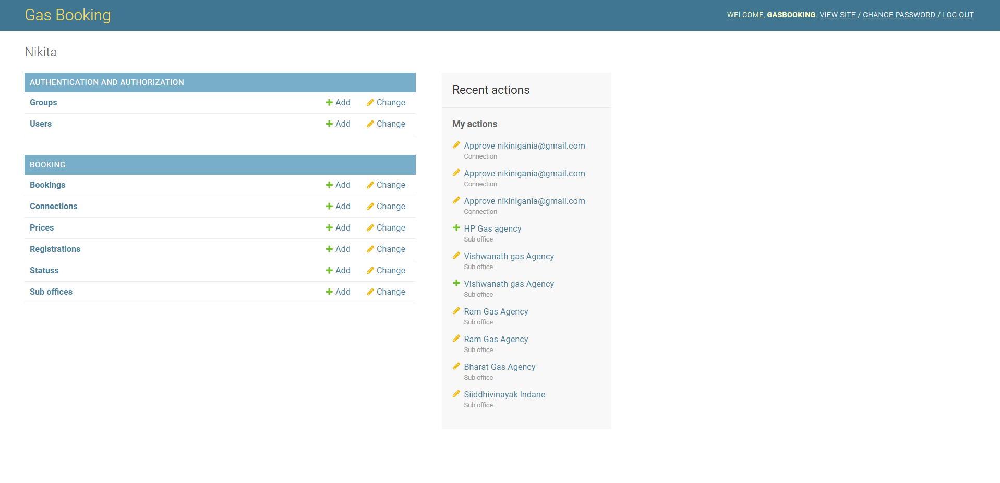 Gas Booking
WELCOME, GASBOOKING. VIEW SITE / CHANGE PASSWORD / LOG OUT
Nikita
AUTHENTICATION AND AUTHORIZATION
Groups Add Change
Users Add Change
BOOKING
Bookings Add Change
Connections Add Change
Prices Add Change
Registrations Add Change
Statuss Add Change
Sub offices Add Change
Recent actions
My actions
Approve nikinigania@gmail.com
Connection
Approve nikinigania@gmail.com
Connection
Approve nikinigania@gmail.com
Connection
HP Gas agency
Sub office
Vishwanath gas Agency
Sub office
Vishwanath gas Agency
Sub office
Ram Gas Agency
Sub office
Ram Gas Agency
Sub office
Bharat Gas Agency
Sub office
Siiddhivinayak Indane
Sub office